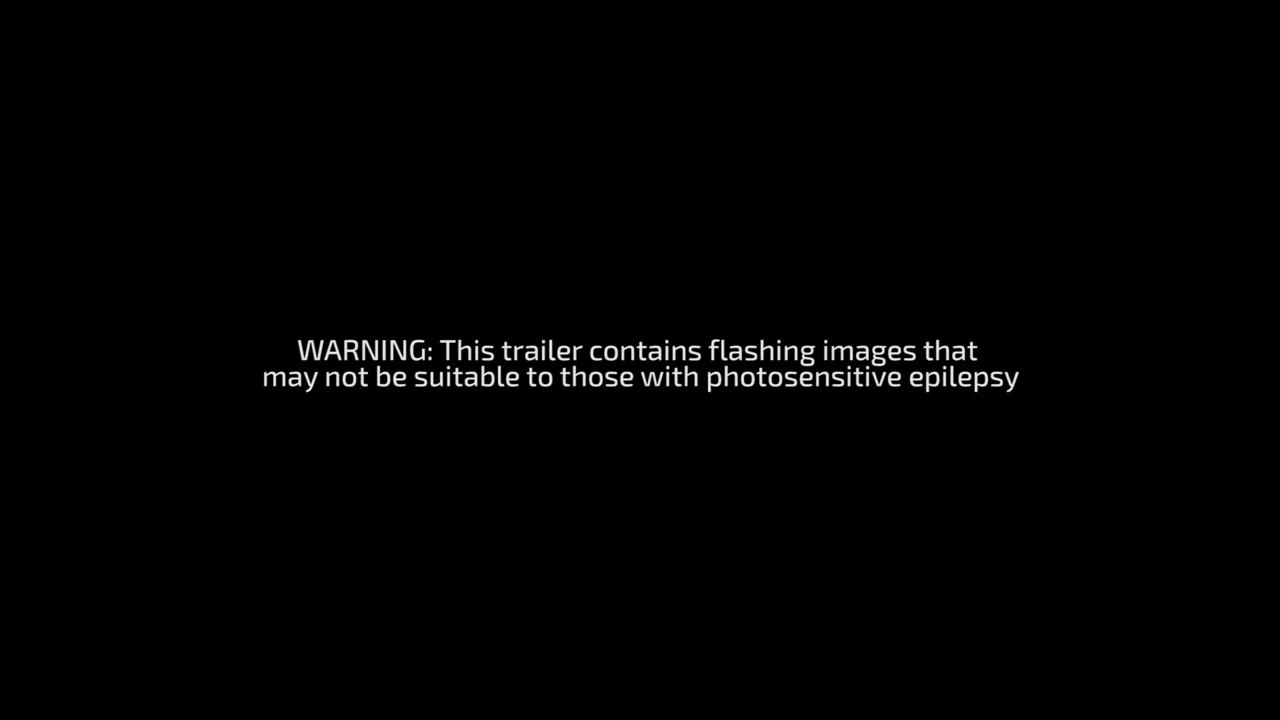 WARNING: This trailer contains flashing images that
may not be suitable to those with photosensitive epilepsy